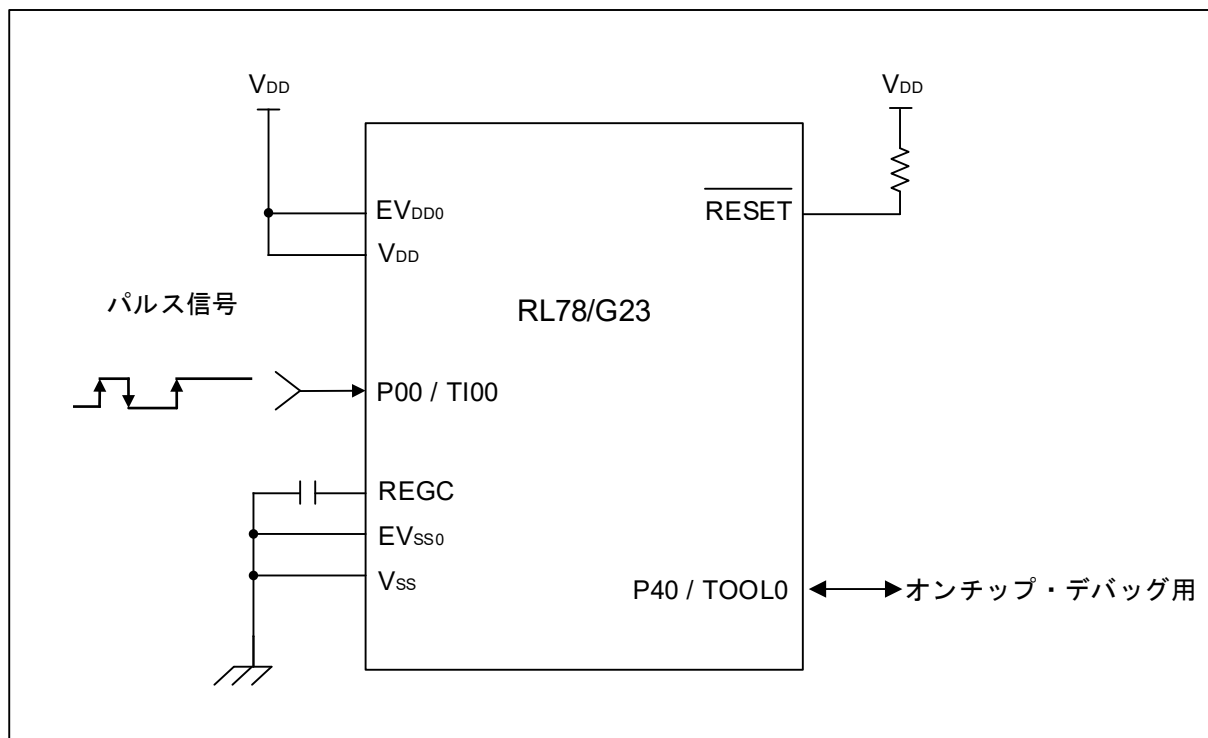 VDD
VDD
EVDD0
RESET
VDD
パルス信号
RL78/G23
P00 / TI00
REGC
EVSS0
VSS
P40 / TOOL0
オンチップ・デバッグ用